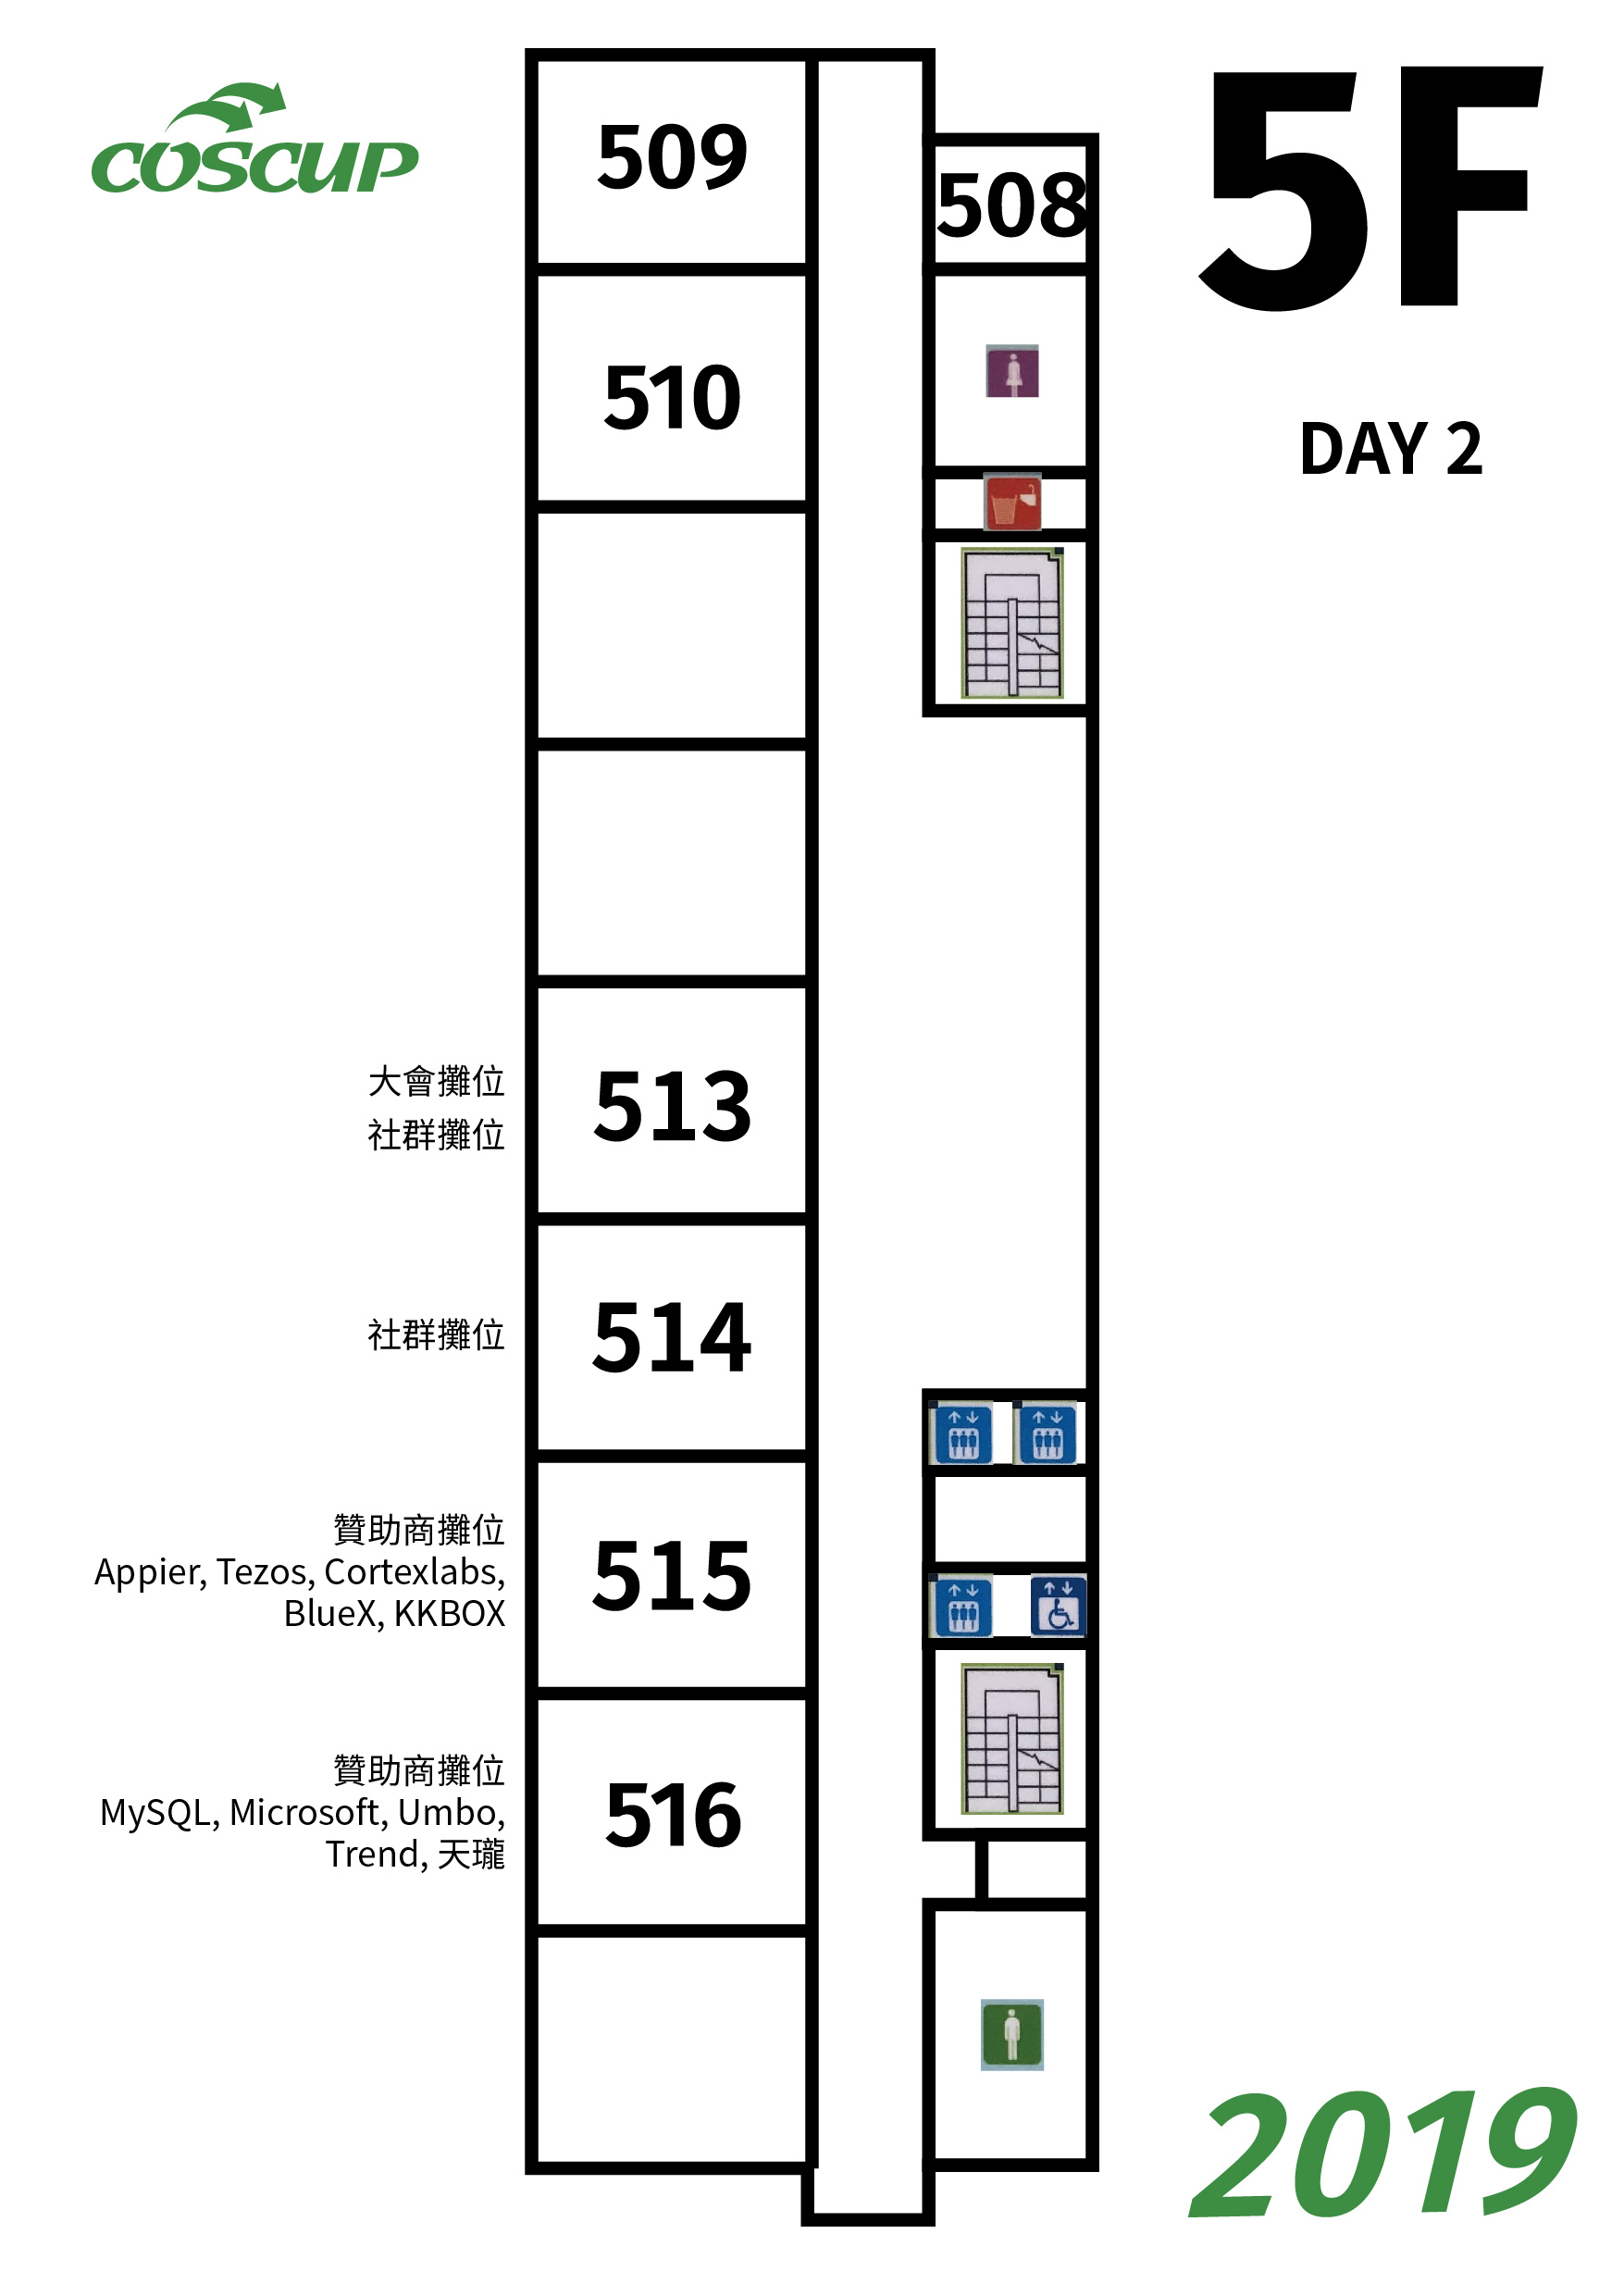 COSCUP
5F
DAY 2
509
508
510
513
大會攤位
社群攤位
514
社群攤位
515
贊助商攤位
Appier, Tezos, Cortexlabs,
BlueX, KKBOX
516
贊助商攤位
MySQL, Microsoft, Umbo,
Trend, 天瓏
2019